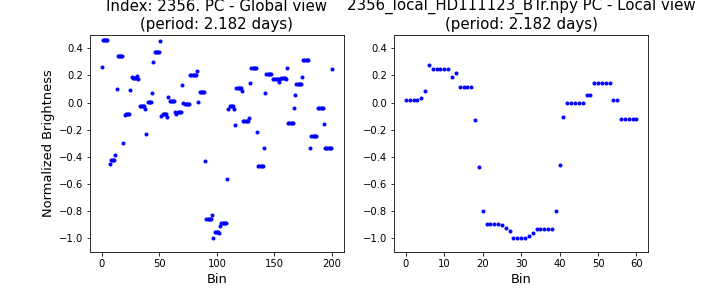 Index: 2356. PC - Global view
(period: 2.182 days)
2356_local_HD111123_BTr.npy PC - Local view
(period: 2.182 days)
Normalized Brightness
0.4
0.2
0.0
−0.2
−0.4
−0.6
−0.8
−1.0
0 50 100 150 200
Bin
0.4
0.2
0.0
−0.2
−0.4
−0.6
−0.8
−1.0
0 10 20 30 40 50 60
Bin